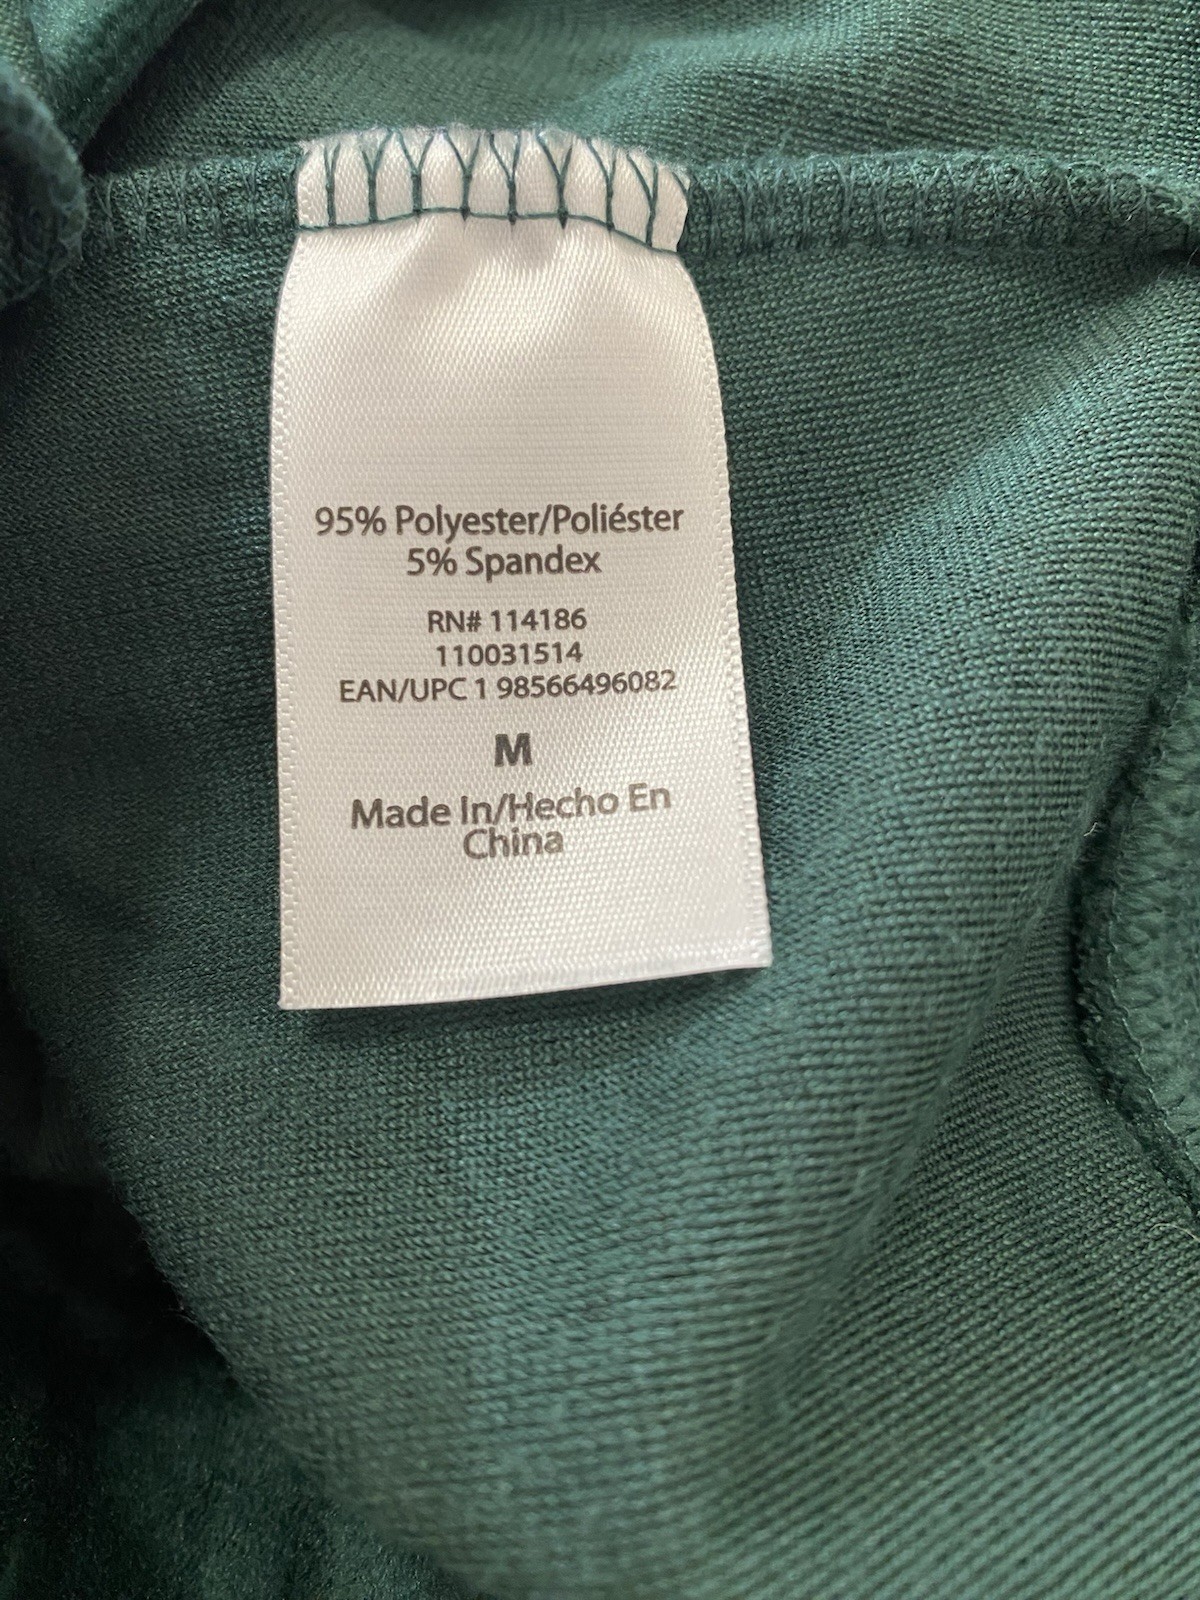 95% Polyester/Poliéster
5% Spandex
RN# 114186
110031514
EAN/UPC 1 98566496082
M
Made In/Hecho En
China